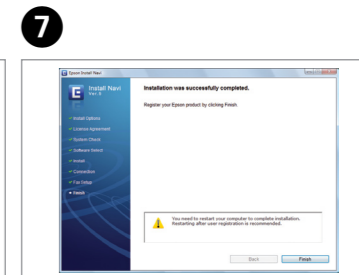 7
Epson Install Navi
Install Navi
Ver. 5
Install Options
License Agreement
System Check
Software Select
Install
Connection
Fax Setup
Finish
Installation was successfully completed.
Register your Epson product by clicking Finish.
You need to restart your computer to complete installation.
Restarting after user registration is recommended.
Back
Finish